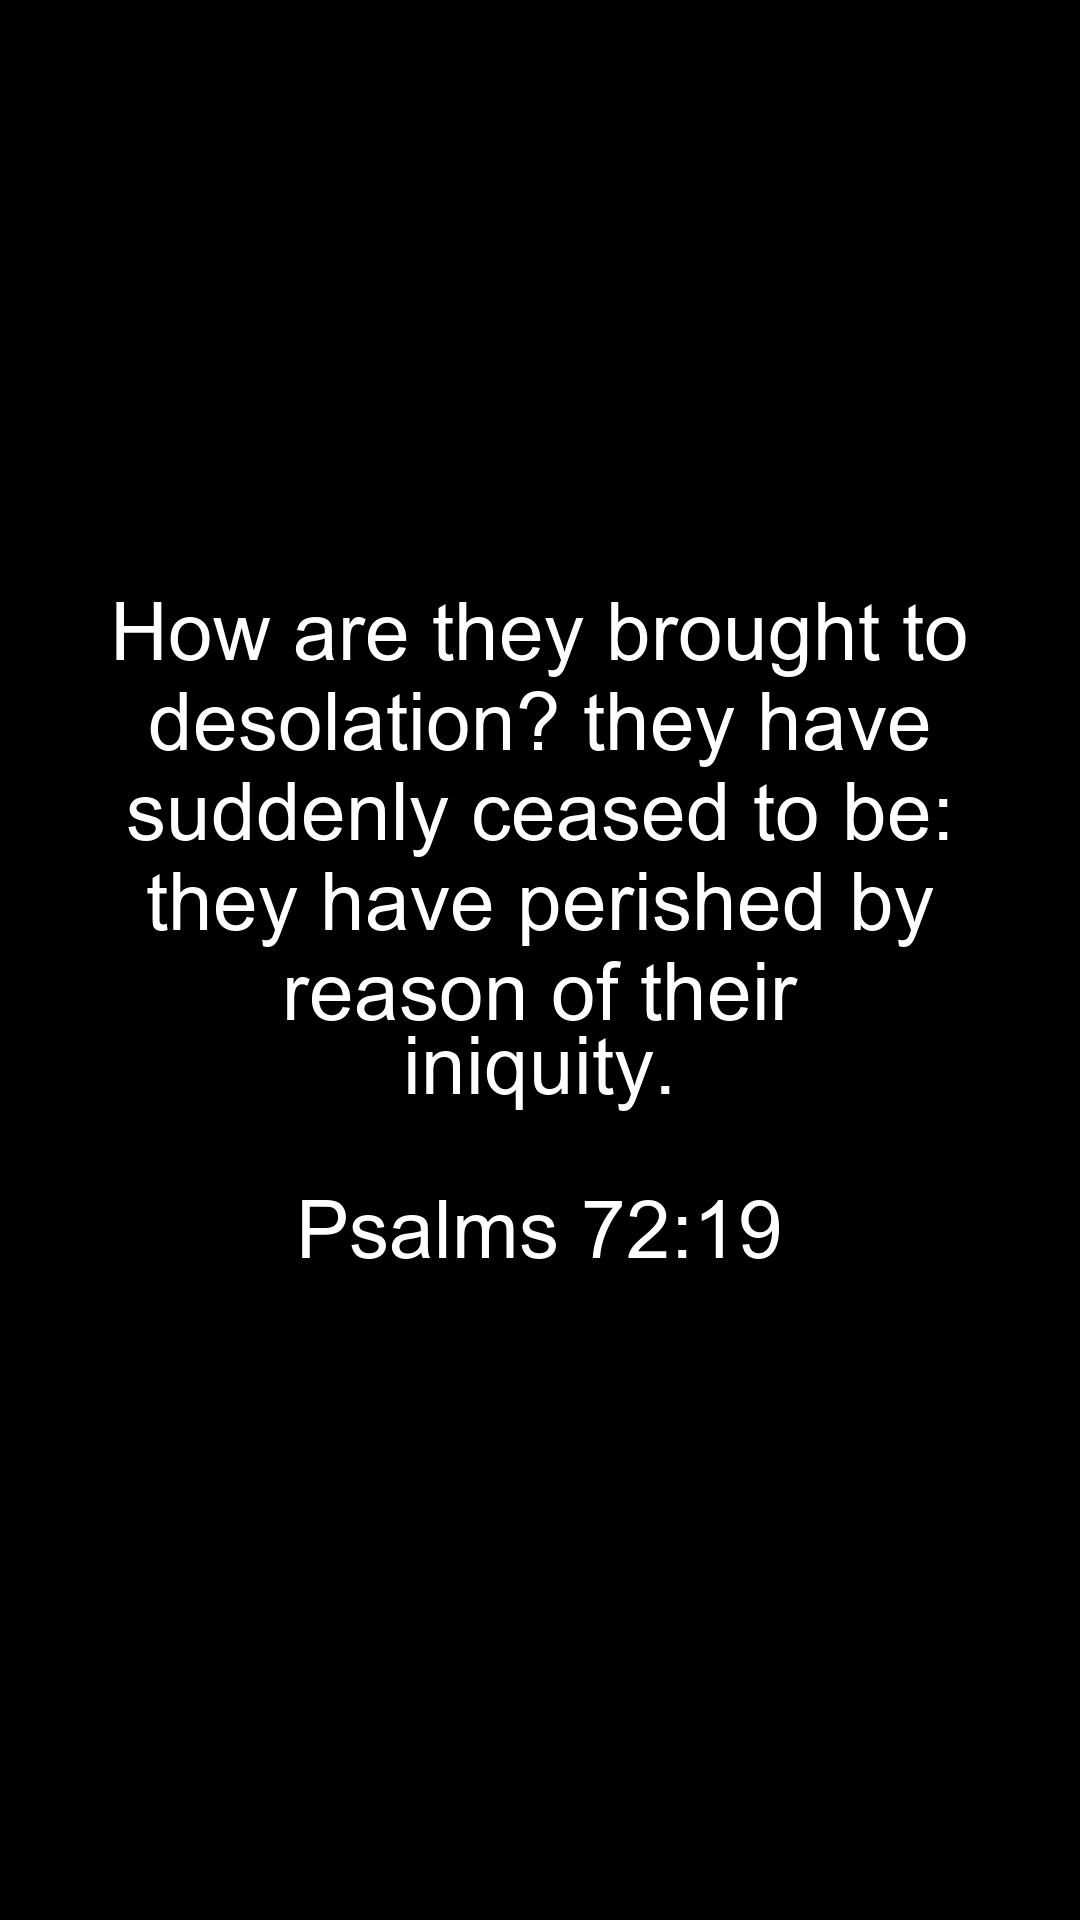 How are they brought to
desolation? they have
suddenly ceased to be:
they have perished by
reason of their
iniquity.
Psalms 72:19